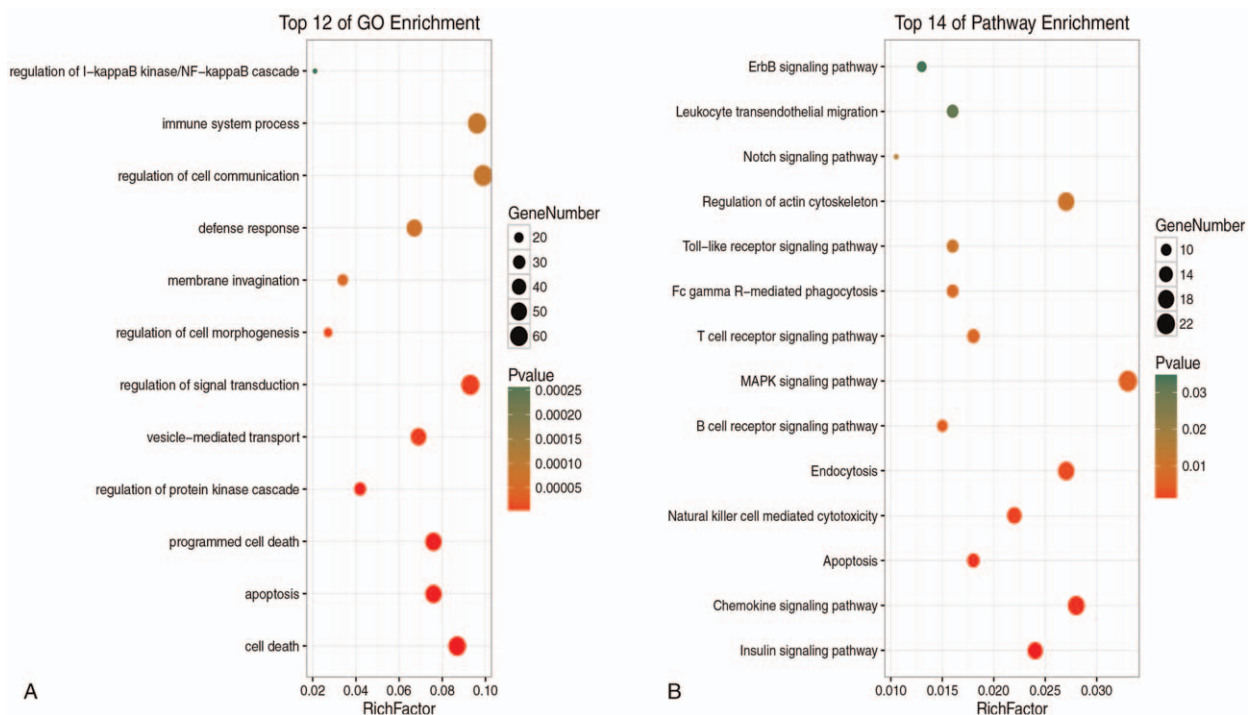 Top 12 of GO Enrichment
regulation of I-kappaB kinase/NF-kappaB cascade
immune system process
regulation of cell communication
defense response
membrane invagination
regulation of cell morphogenesis
regulation of signal transduction
vesicle-mediated transport
regulation of protein kinase cascade
programmed cell death
apoptosis
cell death
0.02 0.04 0.06 0.08 0.10
RichFactor
GeneNumber
20
30
40
50
60
Pvalue
0.00025
0.00020
0.00015
0.00010
0.00005
A
Top 14 of Pathway Enrichment
ErbB signaling pathway
Leukocyte transendothelial migration
Notch signaling pathway
Regulation of actin cytoskeleton
Toll-like receptor signaling pathway
Fc gamma R-mediated phagocytosis
T cell receptor signaling pathway
MAPK signaling pathway
B cell receptor signaling pathway
Endocytosis
Natural killer cell mediated cytotoxicity
Apoptosis
Chemokine signaling pathway
Insulin signaling pathway
0.010 0.015 0.020 0.025 0.030
RichFactor
GeneNumber
10
14
18
22
Pvalue
0.03
0.02
0.01
B